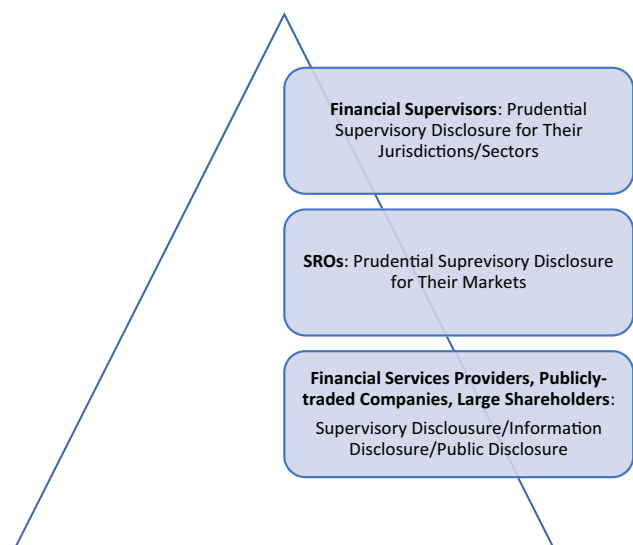 Financial Supervisors: Prudential
Supervisory Disclosure for Their
Jurisdictions/Sectors
SROs: Prudential Suprevisory Disclosure
for Their Markets
Financial Services Providers, Publicly-
traded Companies, Large Shareholders:
Supervisory Disclousure/Information
Disclosure/Public Disclosure